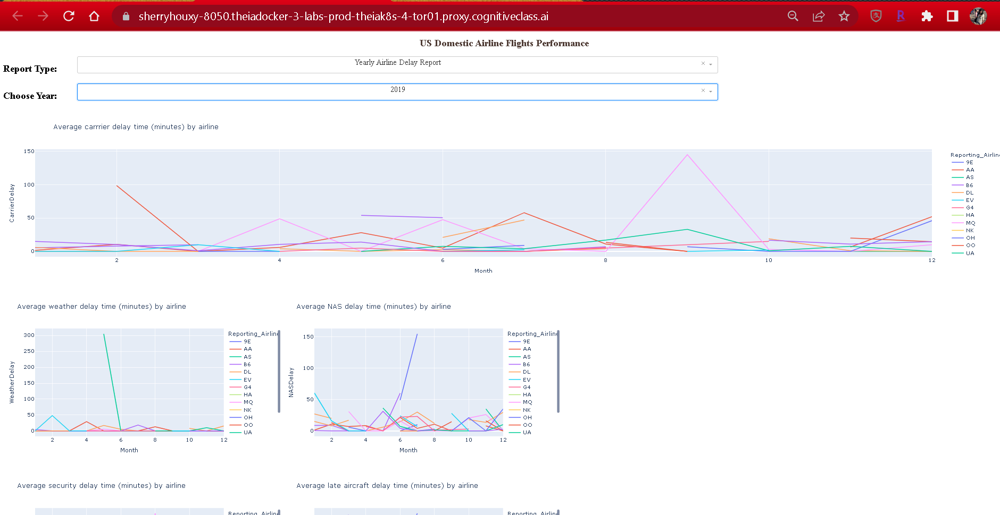 sherryhouxy-8050.theiadocker-3-labs-prod-theiak8s-4-tor01.proxy.cognitiveclass.ai
US Domestic Airline Flights Performance
Report Type:
Yearly Airline Delay Report
Choose Year:
2019
Average carrrier delay time (minutes) by airline
150
100
50
0
CarrierDelay
2
4
6
8
10
12
Month
Reporting_Airlin
9E
AA
AS
B6
DL
EV
G4
HA
MQ
NK
OH
OO
UA
Average weather delay time (minutes) by airline
300
250
200
150
100
50
0
WeatherDelay
2
4
6
8
10
12
Month
Reporting_Airline
9E
AA
AS
B6
DL
EV
G4
HA
MQ
NK
OH
OO
UA
Average NAS delay time (minutes) by airline
150
100
50
0
NASDelay
2
4
6
8
10
12
Month
Reporting_Airline
9E
AA
AS
B6
DL
EV
G4
HA
MQ
NK
OH
OO
UA
Average security delay time (minutes) by airline
Reporting_Airline
Average late aircraft delay time (minutes) by airline
Reporting_Airline